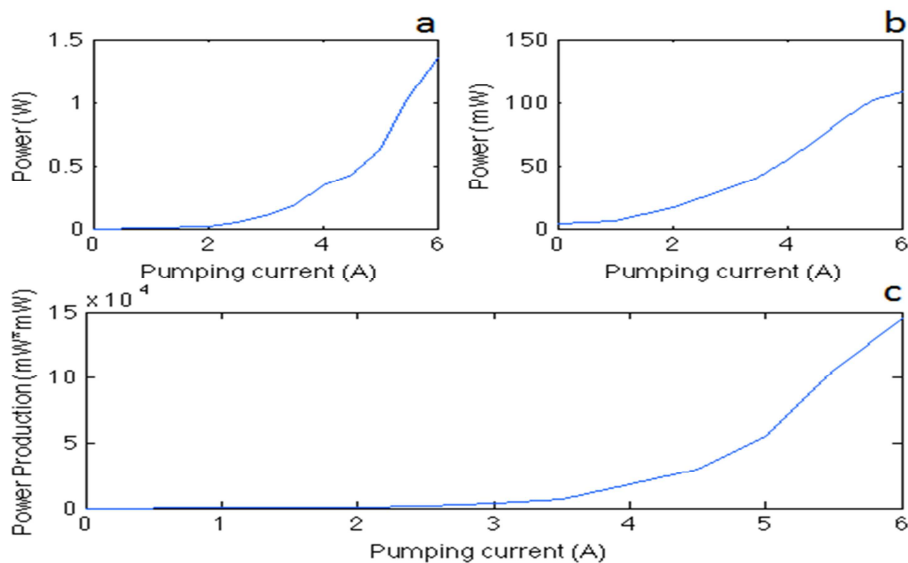 a
b
1.5
1
0.5
0
Power (W)
0 2 4 6
Pumping current (A)
150
100
50
0
Power (mW)
0 2 4 6
Pumping current (A)
c
× 10⁴
15
10
5
0
Power Production (mW*mW)
0 1 2 3 4 5 6
Pumping current (A)